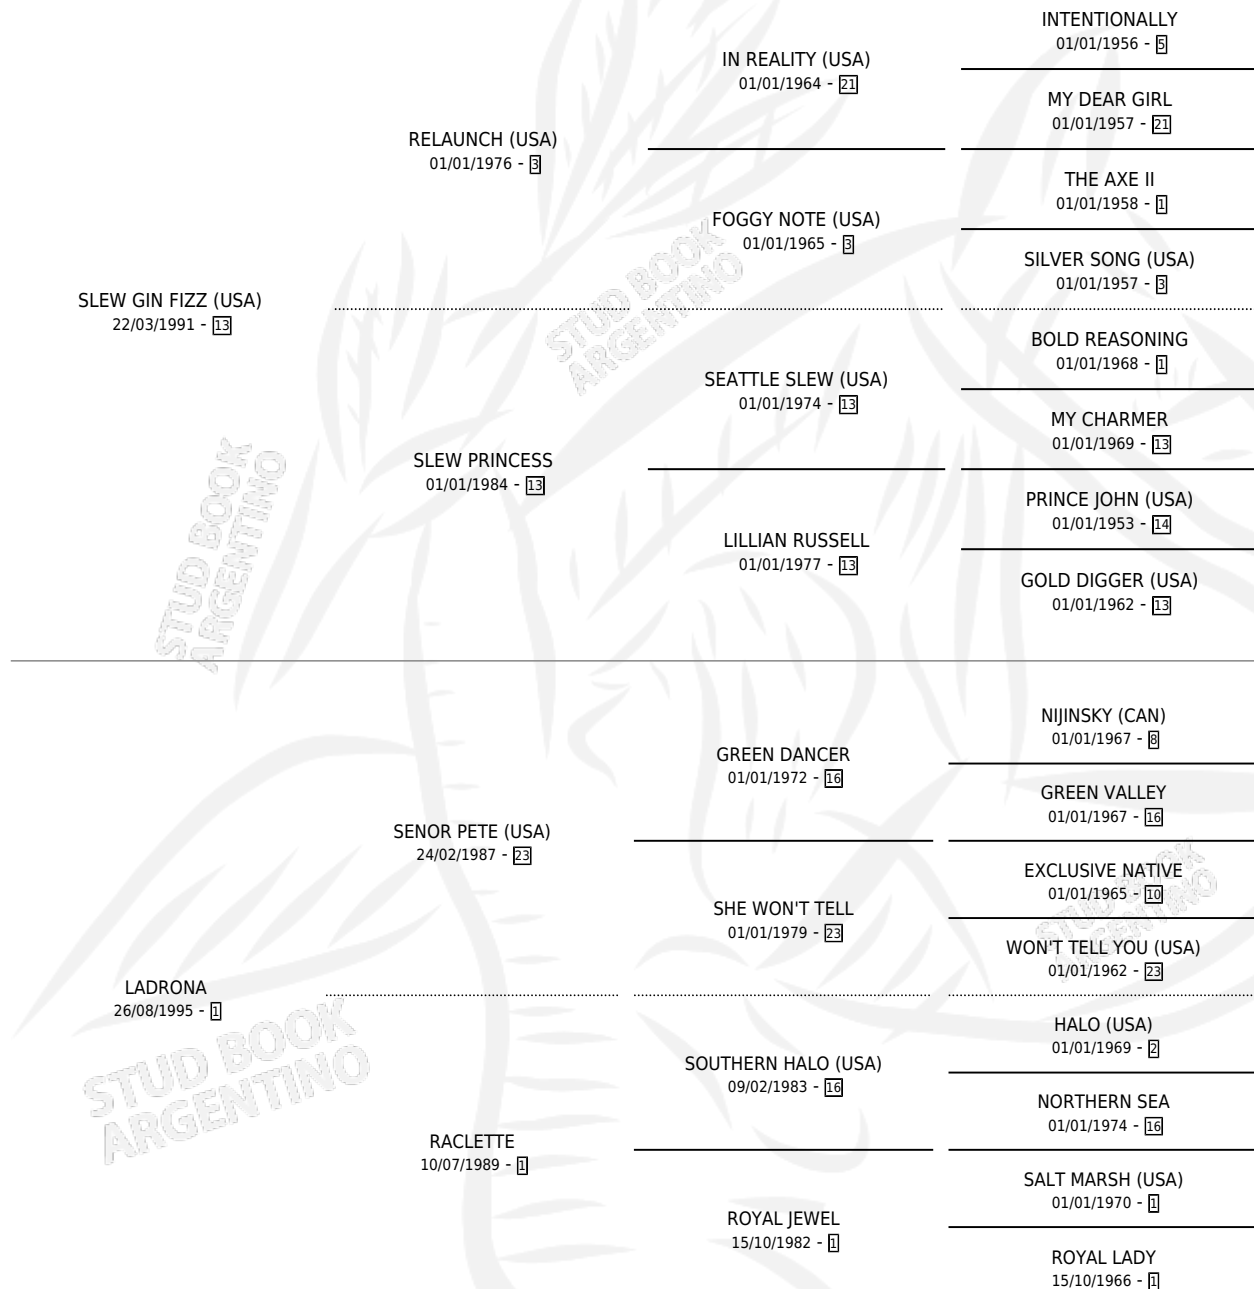 INTENTIONALLY
01/01/1956 - 5
IN REALITY (USA)
01/01/1964 - 21
MY DEAR GIRL
01/01/1957 - 21
RELAUNCH (USA)
01/01/1976 - 3
THE AXE II
01/01/1958 - 1
FOGGY NOTE (USA)
01/01/1965 - 3
SILVER SONG (USA)
01/01/1957 - 3
SLEW GIN FIZZ (USA)
22/03/1991 - 13
STUD BOOK
ARGENTINO
BOLD REASONING
01/01/1968 - 1
SEATTLE SLEW (USA)
01/01/1974 - 13
MY CHARMER
01/01/1969 - 13
SLEW PRINCESS
01/01/1984 - 13
PRINCE JOHN (USA)
01/01/1953 - 14
LILLIAN RUSSELL
01/01/1977 - 13
GOLD DIGGER (USA)
01/01/1962 - 13
STUD BOOK
ARGENTINO
NIJINSKY (CAN)
01/01/1967 - 8
GREEN DANCER
01/01/1972 - 16
GREEN VALLEY
01/01/1967 - 16
SENOR PETE (USA)
24/02/1987 - 23
EXCLUSIVE NATIVE
01/01/1965 - 10
SHE WON'T TELL
01/01/1979 - 23
STUD BOOK
ARGENTINO
WON'T TELL YOU (USA)
01/01/1962 - 23
LADRONA
26/08/1995 - 1
HALO (USA)
01/01/1969 - 2
SOUTHERN HALO (USA)
09/02/1983 - 16
NORTHERN SEA
01/01/1974 - 16
STUD BOOK
ARGENTINO
RACLETTE
10/07/1989 - 1
SALT MARSH (USA)
01/01/1970 - 1
ROYAL JEWEL
15/10/1982 - 1
ROYAL LADY
15/10/1966 - 1